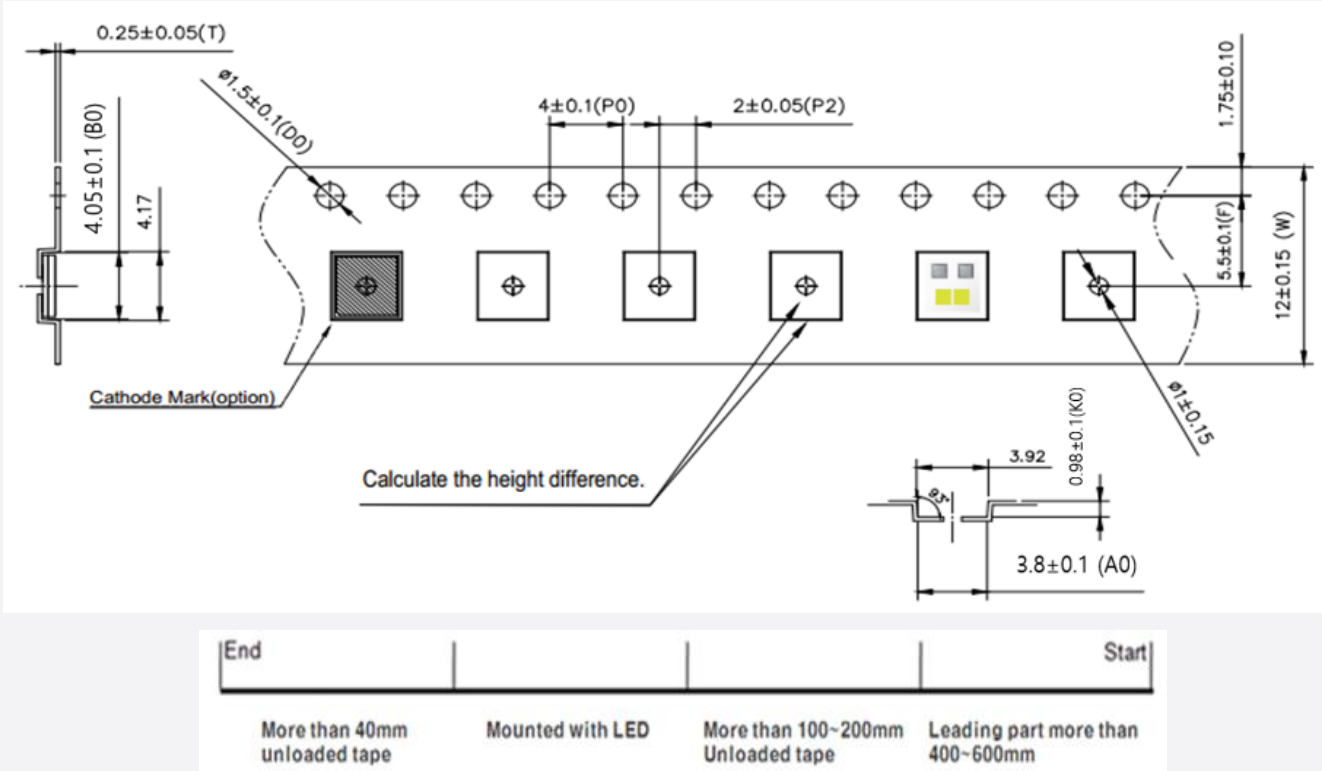 0.25±0.05(T)
ø1.5±0.1(D0)
4±0.1(P0)
2±0.05(P2)
1.75±0.10
4.05±0.1 (B0)
4.17
5.5±0.1(F)
12±0.15 (W)
Cathode Mark(option)
ø1±0.15
Calculate the height difference.
3.92
0.98±0.1(K0)
93°
3.8±0.1 (A0)
End
Start
More than 40mm
unloaded tape
Mounted with LED
More than 100~200mm
Unloaded tape
Leading part more than
400~600mm